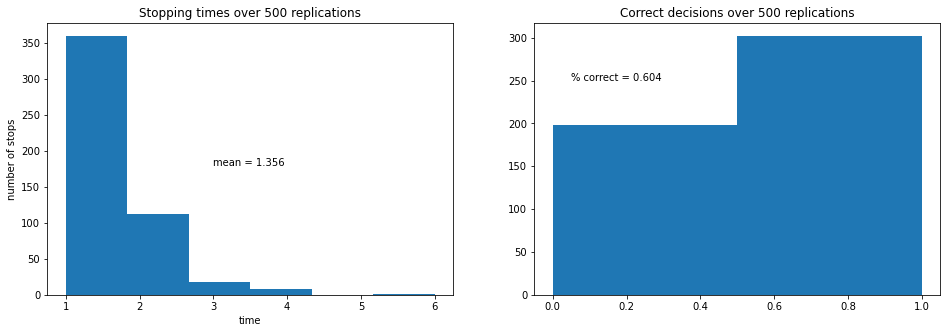 Stopping times over 500 replications
350
300
250
200
150
100
50
0
number of stops
mean = 1.356
1 2 3 4 5 6
time
Correct decisions over 500 replications
300
250
200
150
100
50
0
% correct = 0.604
0.0 0.2 0.4 0.6 0.8 1.0